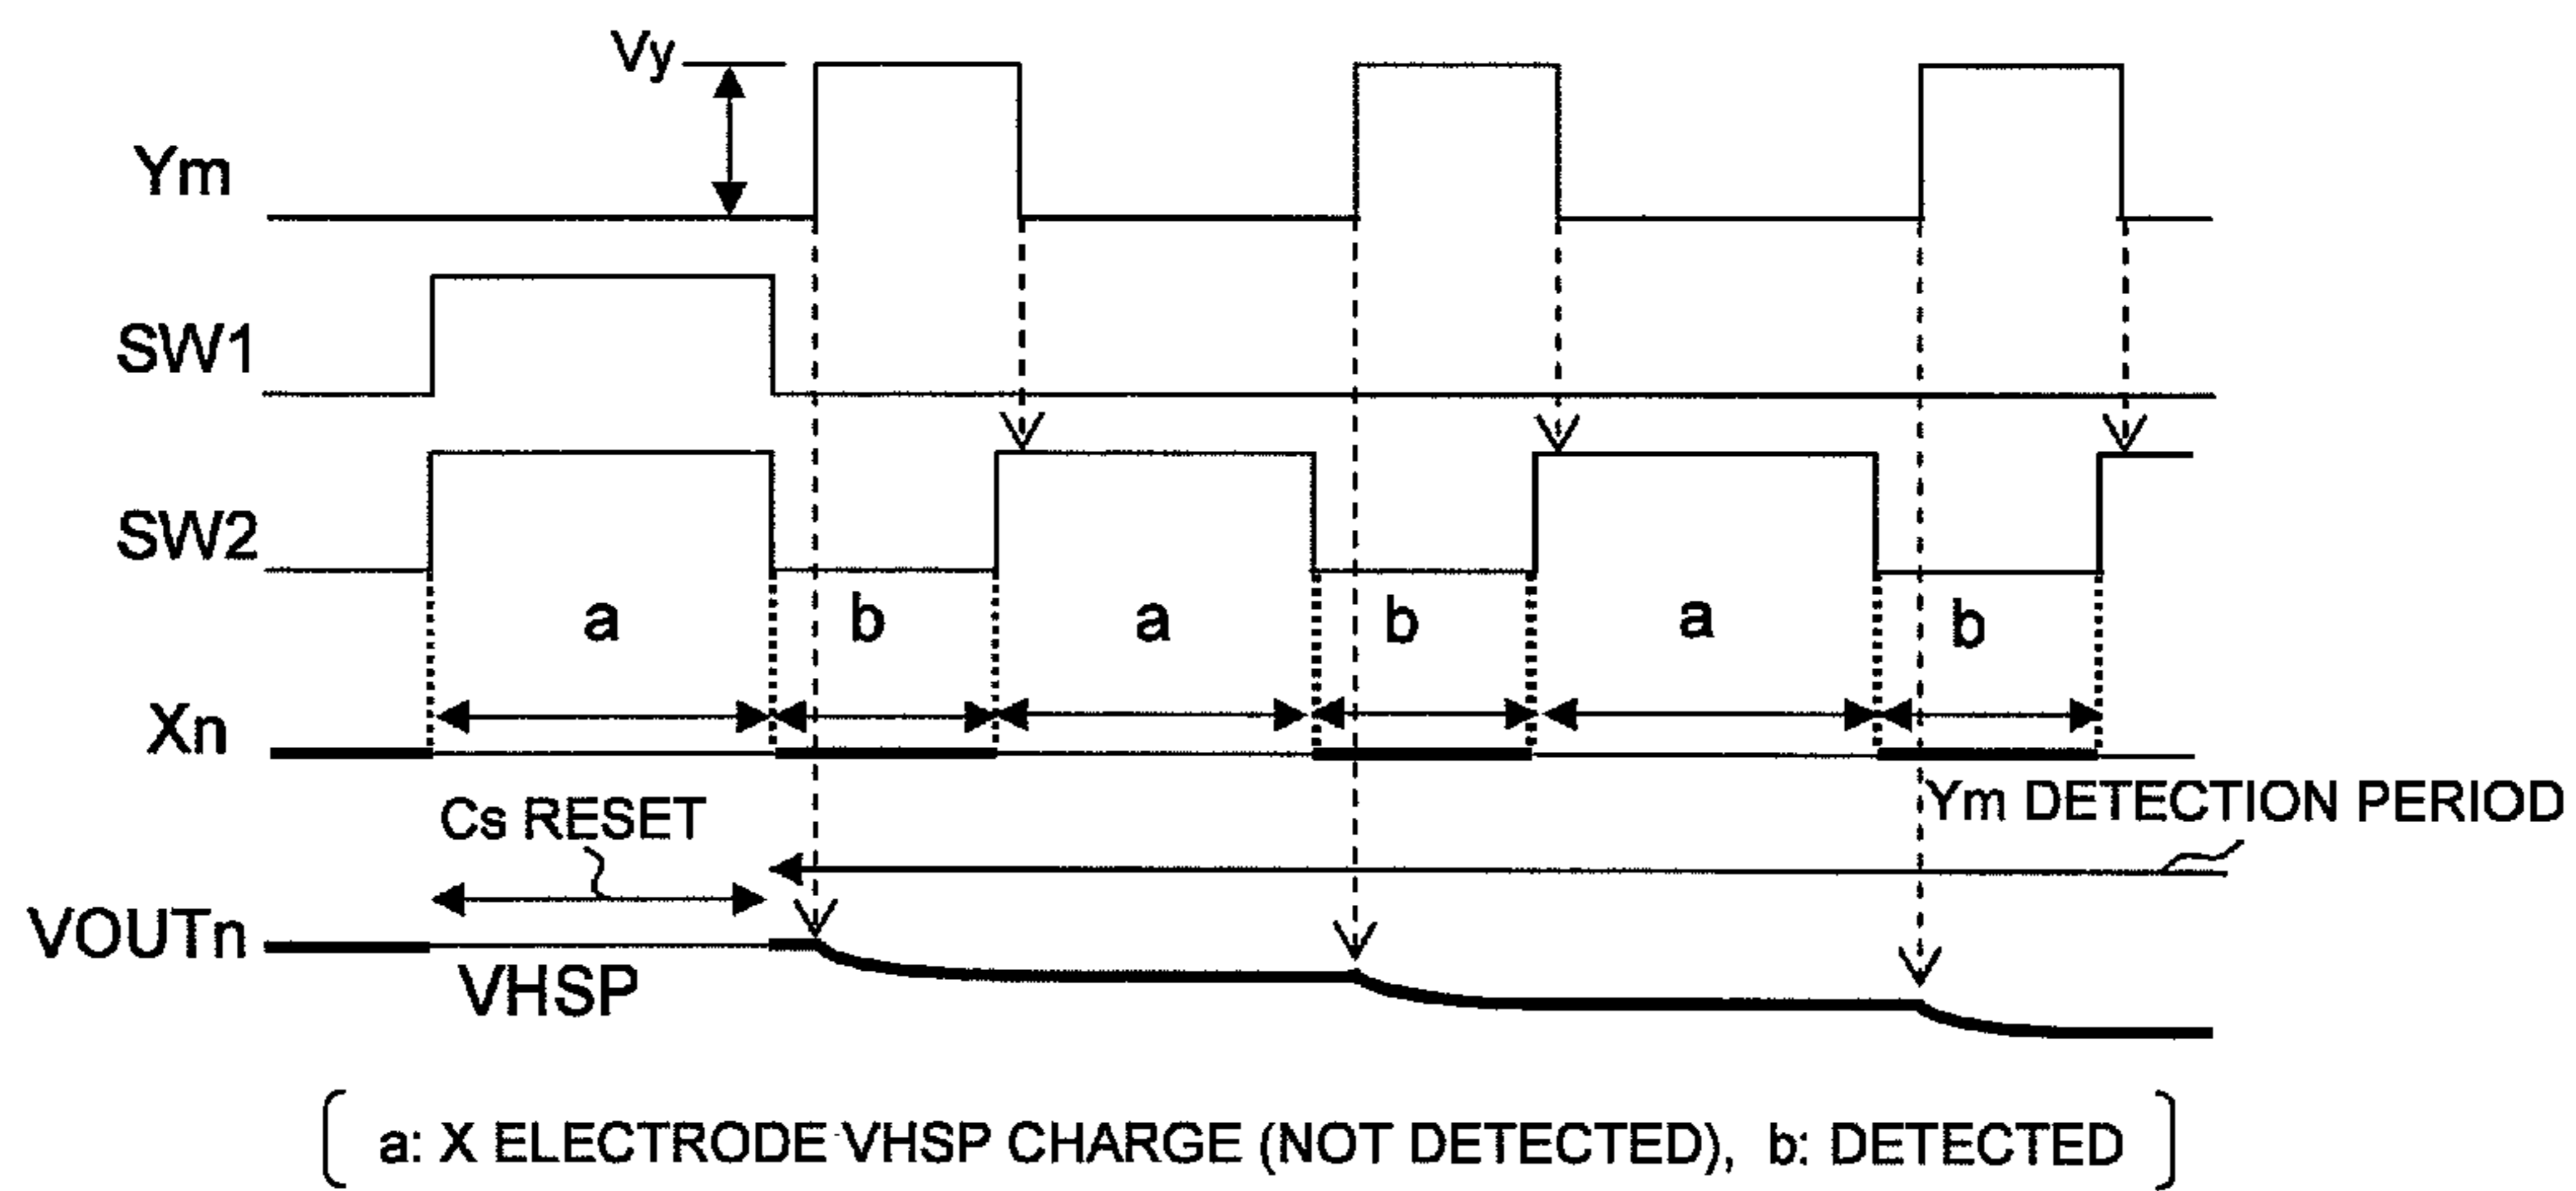 Vy
Ym
SW1
SW2
a b a b a b
Xn
Ym DETECTION PERIOD
Cs RESET
VOUTn
VHSP
a: X ELECTRODE VHSP CHARGE (NOT DETECTED), b: DETECTED